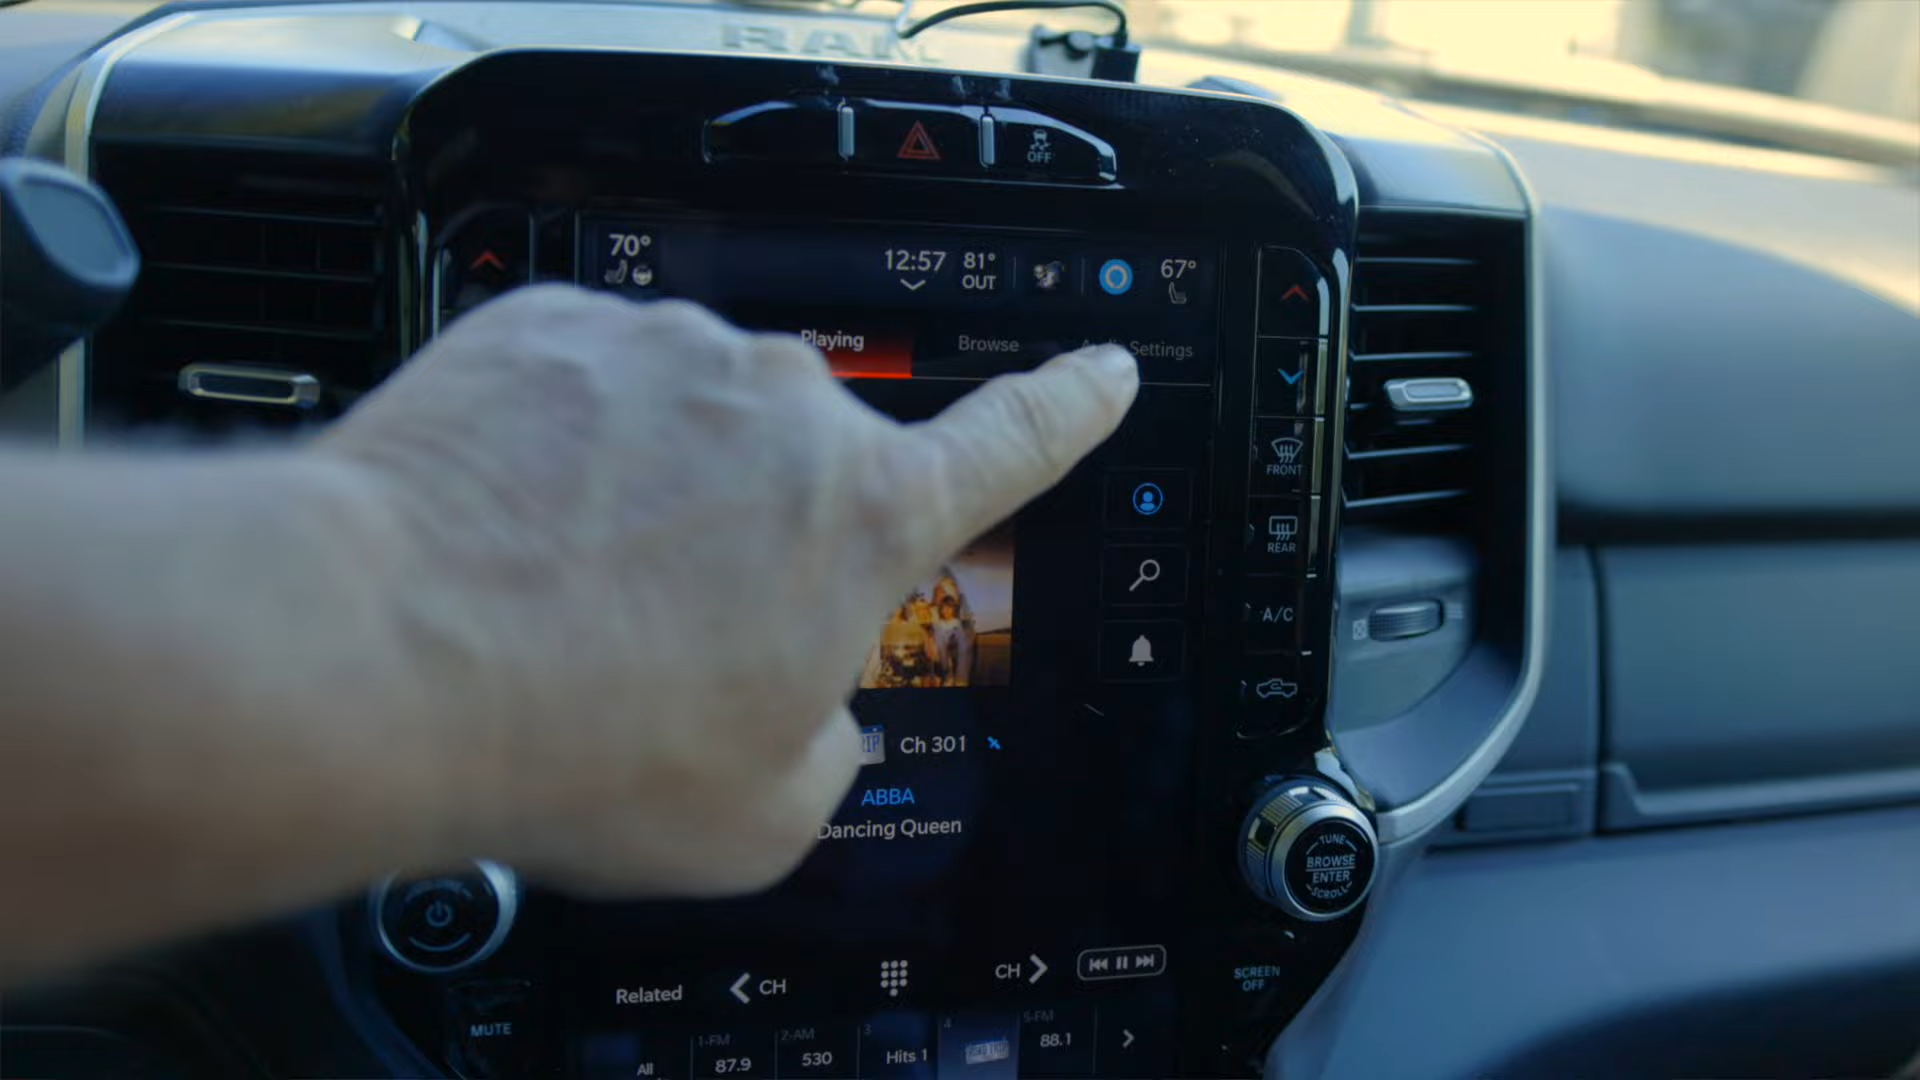 RAM
OFF
70°
12:57
81°
OUT
67°
Playing
Browse
Audio Settings
FRONT
REAR
A/C
Ch 301
ABBA
Dancing Queen
TUNE
BROWSE
ENTER
SCROLL
Related
CH
CH
SCREEN
OFF
MUTE
All
1-FM
87.9
2-AM
530
3
Hits 1
4
5-FM
88.1